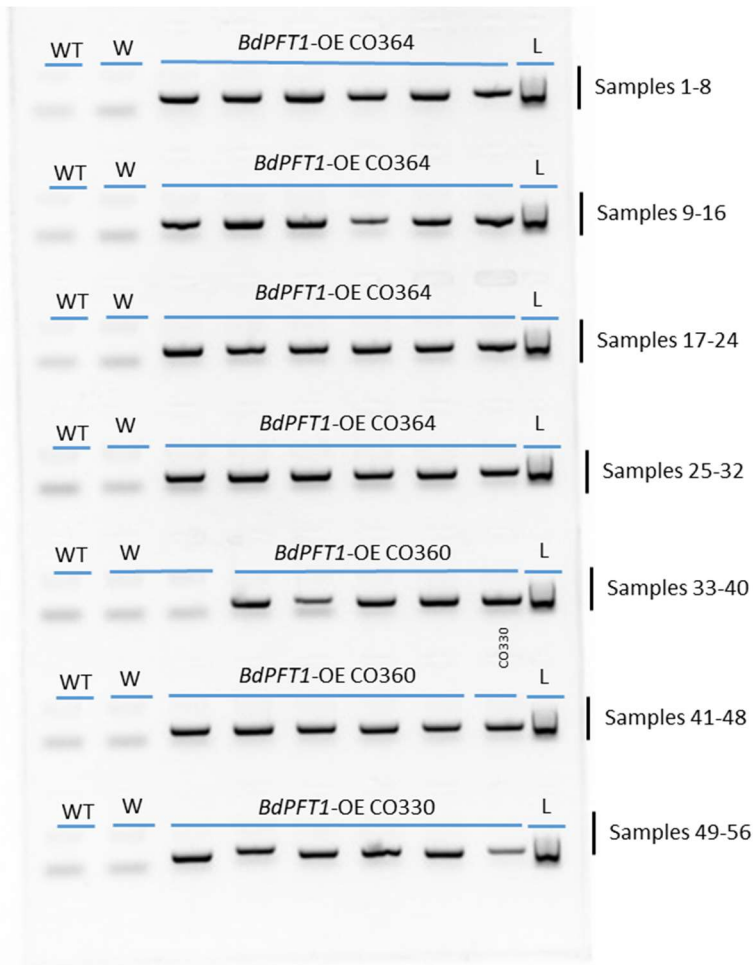 WT W BdPFT1-OE CO364 L
Samples 1-8
WT W BdPFT1-OE CO364 L
Samples 9-16
WT W BdPFT1-OE CO364 L
Samples 17-24
WT W BdPFT1-OE CO364 L
Samples 25-32
WT W BdPFT1-OE CO360 L
Samples 33-40
CO330
WT W BdPFT1-OE CO360 L
Samples 41-48
WT W BdPFT1-OE CO330 L
Samples 49-56